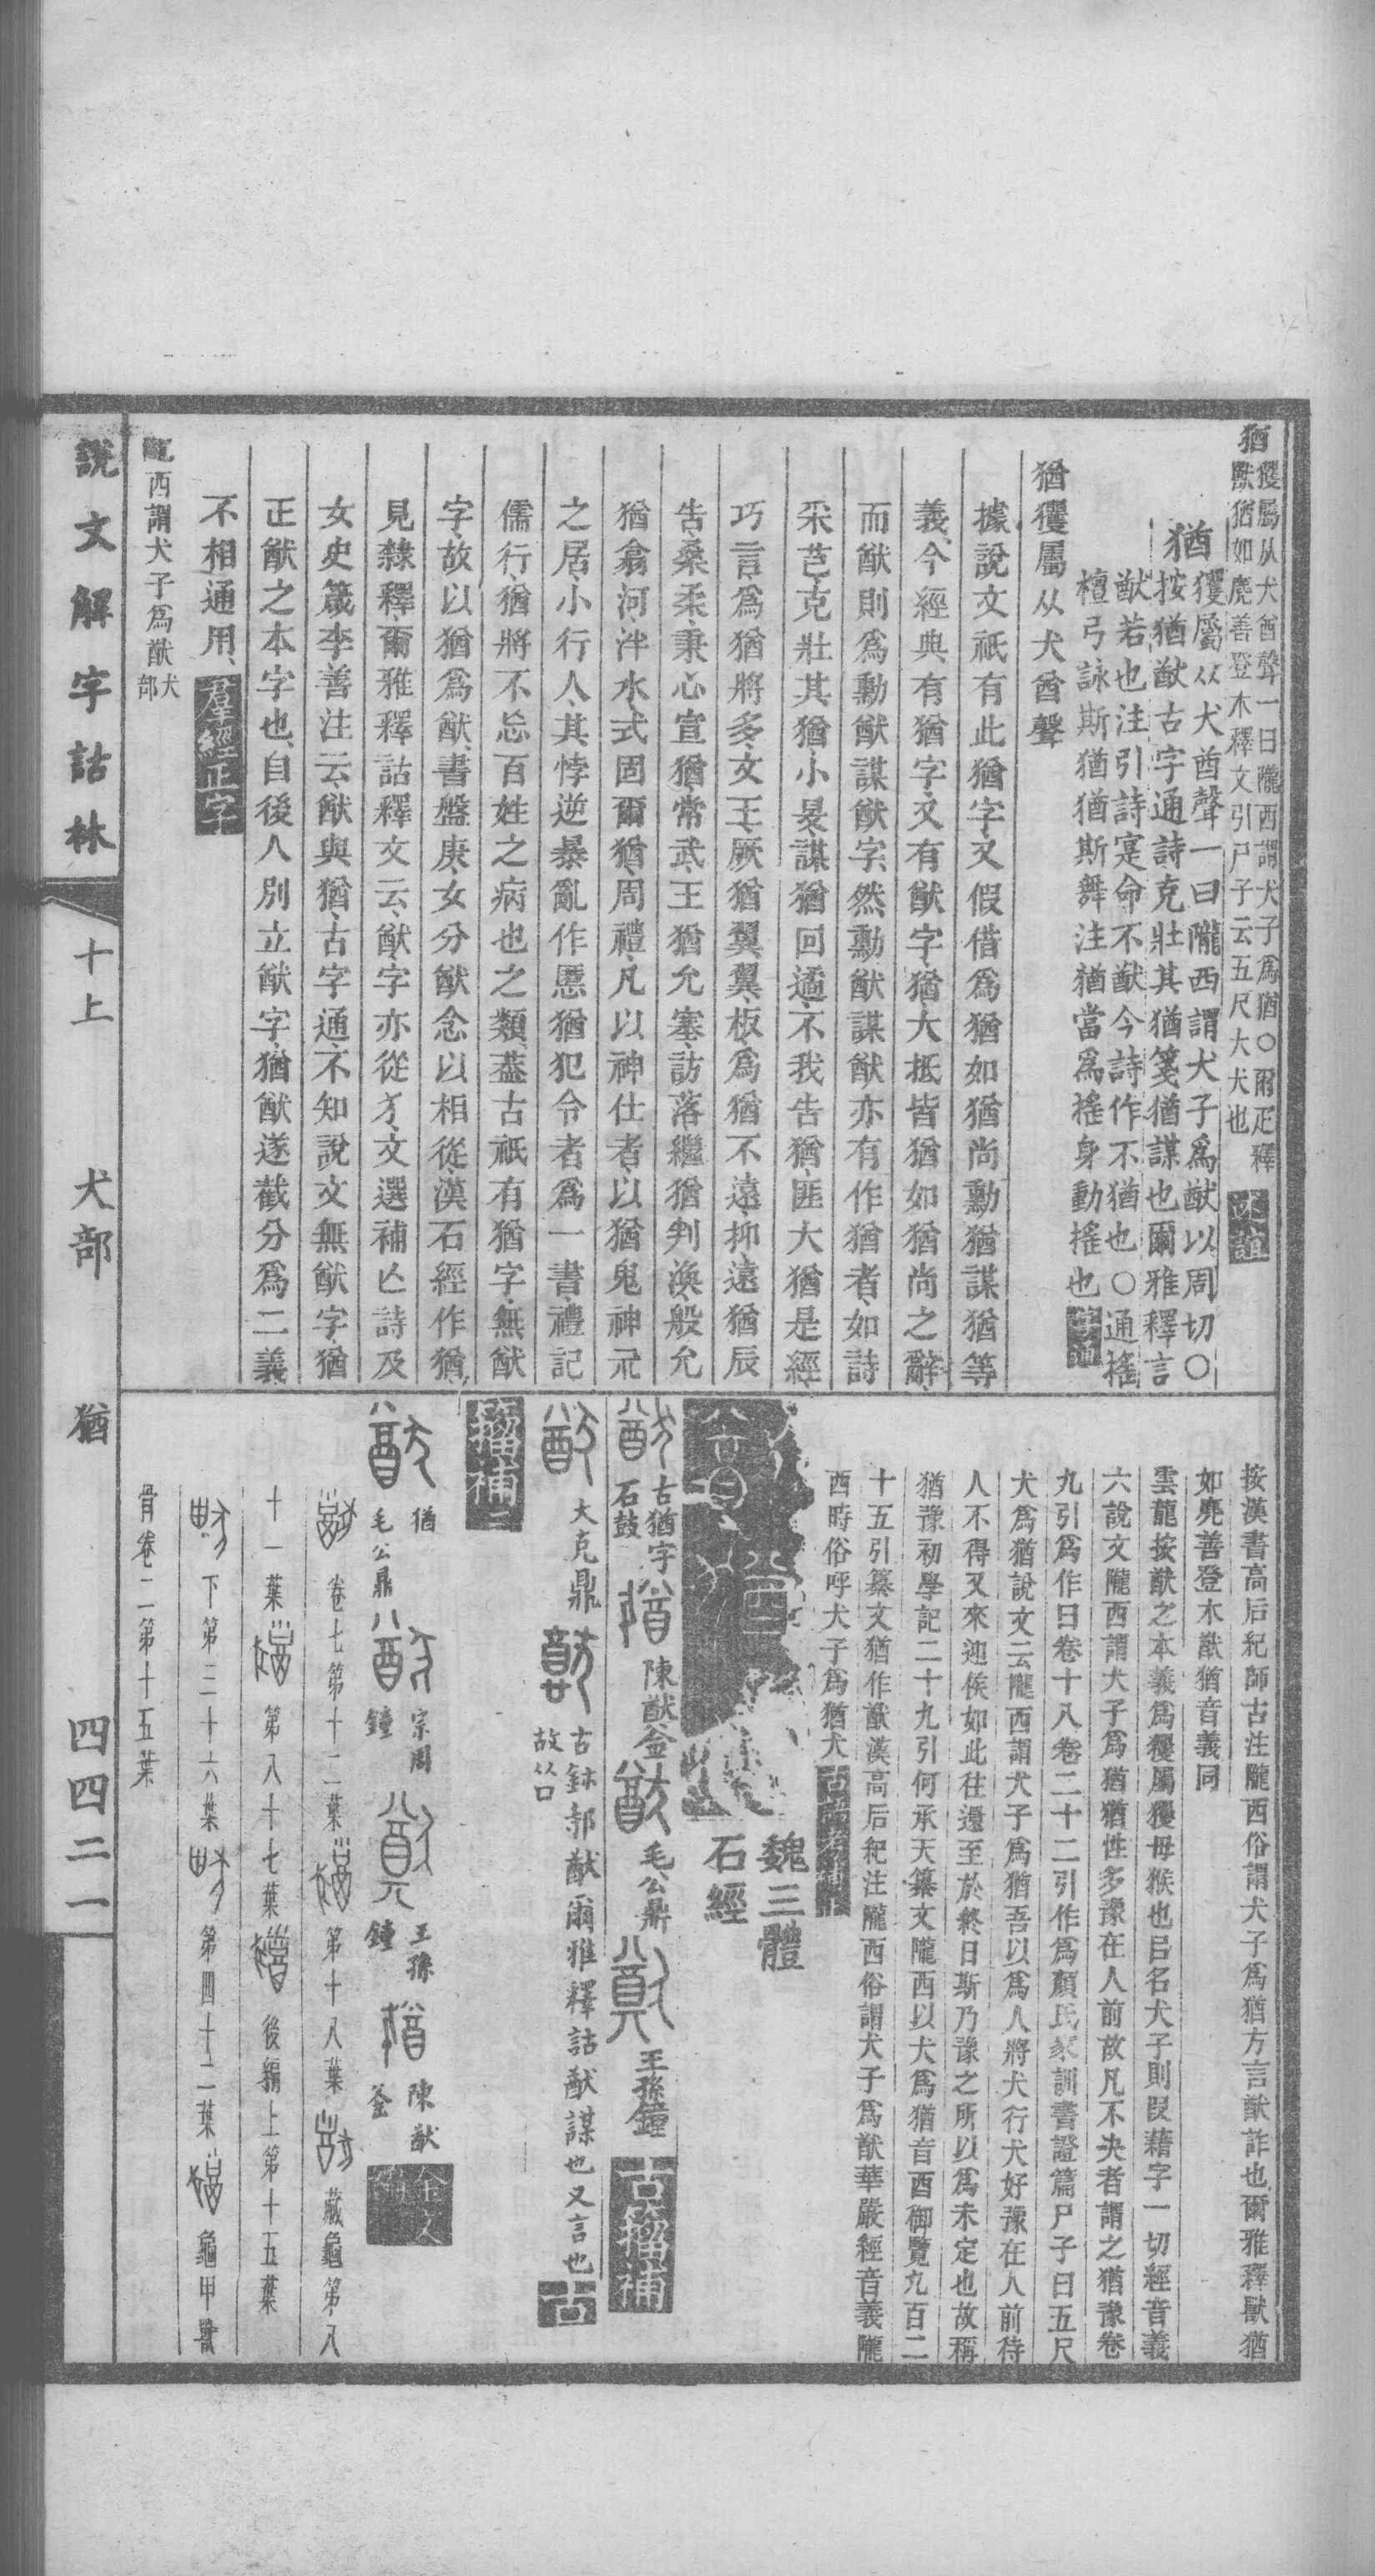 猶
玃屬从犬酋聲一曰隴西謂犬子爲猶○爾疋釋
獸猶如麂善登木釋文引尸子云五尺大犬也
猶
玃屬从犬酋聲一曰隴西謂犬子爲猷以周切○
按猶猷古字通詩克壯其猶箋猶謀也爾雅釋言
猷若也注引詩寔命不猷今詩作不猶也○通搖
檀弓詠斯猶猶斯舞注猶當爲搖身動搖也
猶玃屬从犬酋聲
據說文祇有此猶字又假借爲猶如猶尚勳猶謀猶等
義、今經典有猶字又有猷字、猶大抵皆猶如猶尚之辭、
而猷則爲勳猷謀猷字、然勳猷謀猷亦有作猶者、如詩
采芑、克壯其猶、小旻、謀猶回遹、不我告猶、匪大猶是經、
巧言、爲猶將多、文王、厥猶翼翼、板、爲猶不遠、抑、遠猶辰
告、桑柔、秉心宣猶、常武、王猶允塞、訪落、繼猶判渙、般、允
猶翕河、泮水、式固爾猶、周禮、凡以神仕者、以猶鬼神示
之居、小行人、其悖逆暴亂作慝猶犯令者爲一書、禮記
儒行、猶將不忘百姓之病也之類、葢古祇有猶字、無猷
字、故以猶爲猷、書盤庚、女分猷念以相從、漢石經作猶、
見隸釋、爾雅釋詁釋文云、猷字亦從犭、文選補亾詩及
女史箴李善注云、猷與猶、古字通、不知說文無猷字、猶
正猷之本字也、自後人別立猷字、猶猷遂截分爲二義
不相通用、羣經正字
隴西謂犬子爲猷犬部
按漢書高后紀師古注隴西俗謂犬子爲猶方言猷詐也爾雅釋獸猶
如麂善登木猷猶音義同
雲龍按猷之本義爲玃屬玃母猴也㠯名犬子則叚藉字一切經音義
六說文隴西謂犬子爲猶猶性多豫在人前故凡不決者謂之猶豫卷
九引爲作曰卷十八卷二十二引作爲顏氏家訓書證篇尸子曰五尺
犬爲猶說文云隴西謂犬子爲猶吾以爲人將犬行犬好豫在人前待
人不得又來迎俟如此往還至於終日斯乃豫之所以爲未定也故稱
猶豫初學記二十九引何承天纂文隴西以犬爲猶音酉御覽九百二
十五引纂文猶作猷漢高后紀注隴西俗謂犬子爲猷華嚴經音義隴
西時俗呼犬子爲猶犬
魏三體
石經
古猶字
石鼓
陳猷釜
毛公鼎
王孫鐘
古籀補
大克鼎
古鉢 猷爾雅釋詁猷謀也又言也
故从口
籀補二
猶
毛公鼎
宗周
鐘
王孫
鐘
陳猷
釜
金文編
卷七第十二葉
第十八葉
藏龜第八
十一葉
第八十七葉
後編上第十五葉
下第三十六葉
第四十二葉
龜甲獸
骨卷二第十五葉
說文解字詁林
十上
犬部
猶
四四二一